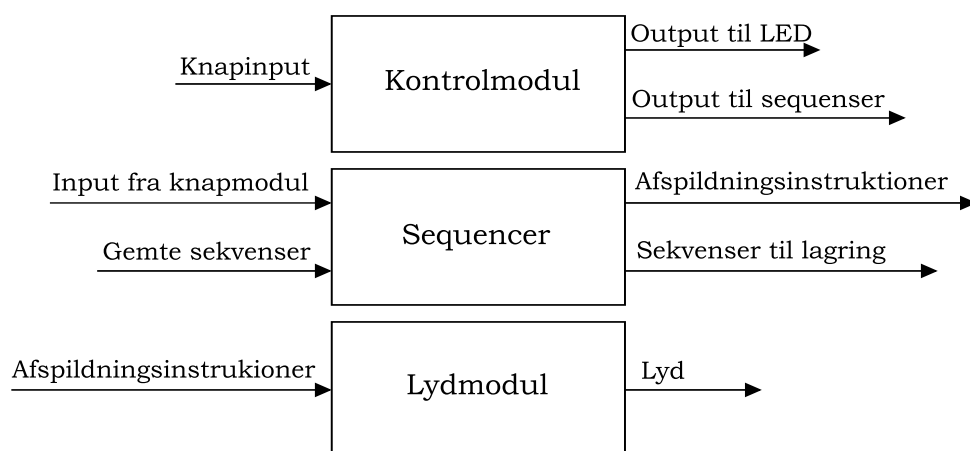 Knapinput
Kontrolmodul
Output til LED
Output til sequenser
Input fra knapmodul
Gemte sekvenser
Sequencer
Afspildningsinstruktioner
Sekvenser til lagring
Afspildningsinstrukioner
Lydmodul
Lyd